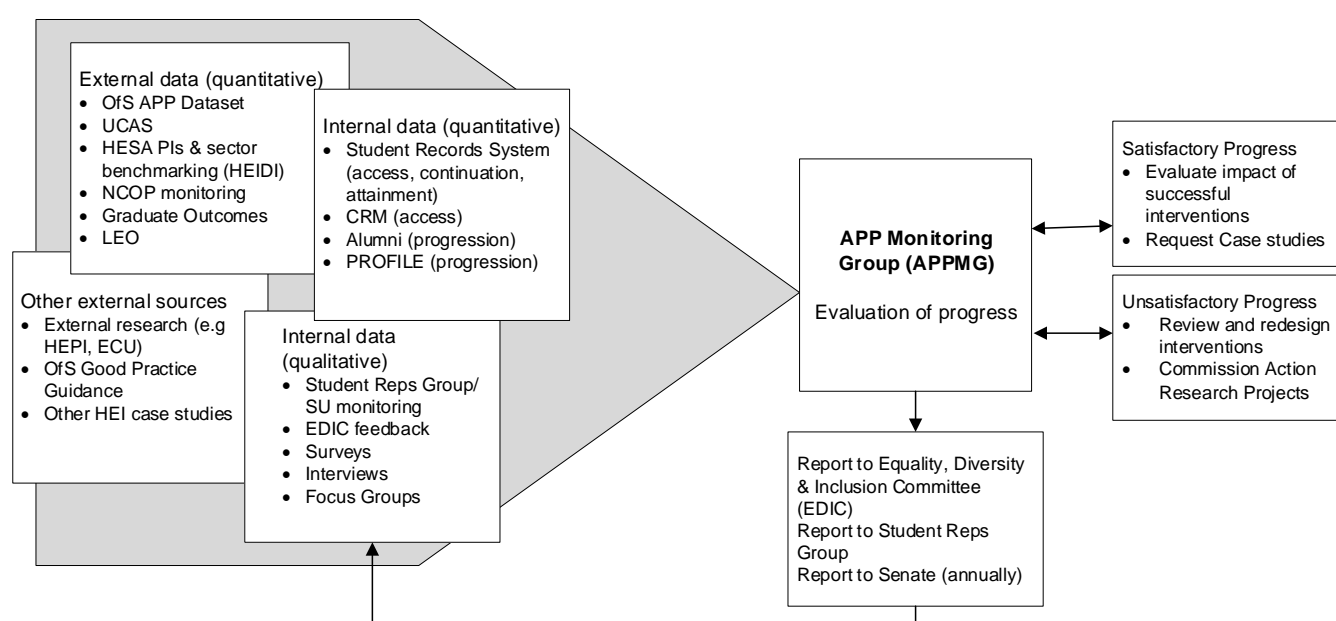 External data (quantitative)
• OfS APP Dataset
• UCAS
• HESA PIs & sector
benchmarking (HEIDI)
• NCOP monitoring
• Graduate Outcomes
• LEO
Internal data (quantitative)
• Student Records System
(access, continuation,
attainment)
• CRM (access)
• Alumni (progression)
• PROFILE (progression)
Other external sources
• External research (e.g
HEPI, ECU)
• OfS Good Practice
Guidance
• Other HEI case studies
Internal data
(qualitative)
• Student Reps Group/
SU monitoring
• EDIC feedback
• Surveys
• Interviews
• Focus Groups
APP Monitoring
Group (APPMG)
Evaluation of progress
Satisfactory Progress
• Evaluate impact of
successful
interventions
• Request Case studies
Unsatisfactory Progress
• Review and redesign
interventions
• Commission Action
Research Projects
Report to Equality, Diversity
& Inclusion Committee
(EDIC)
Report to Student Reps
Group
Report to Senate (annually)